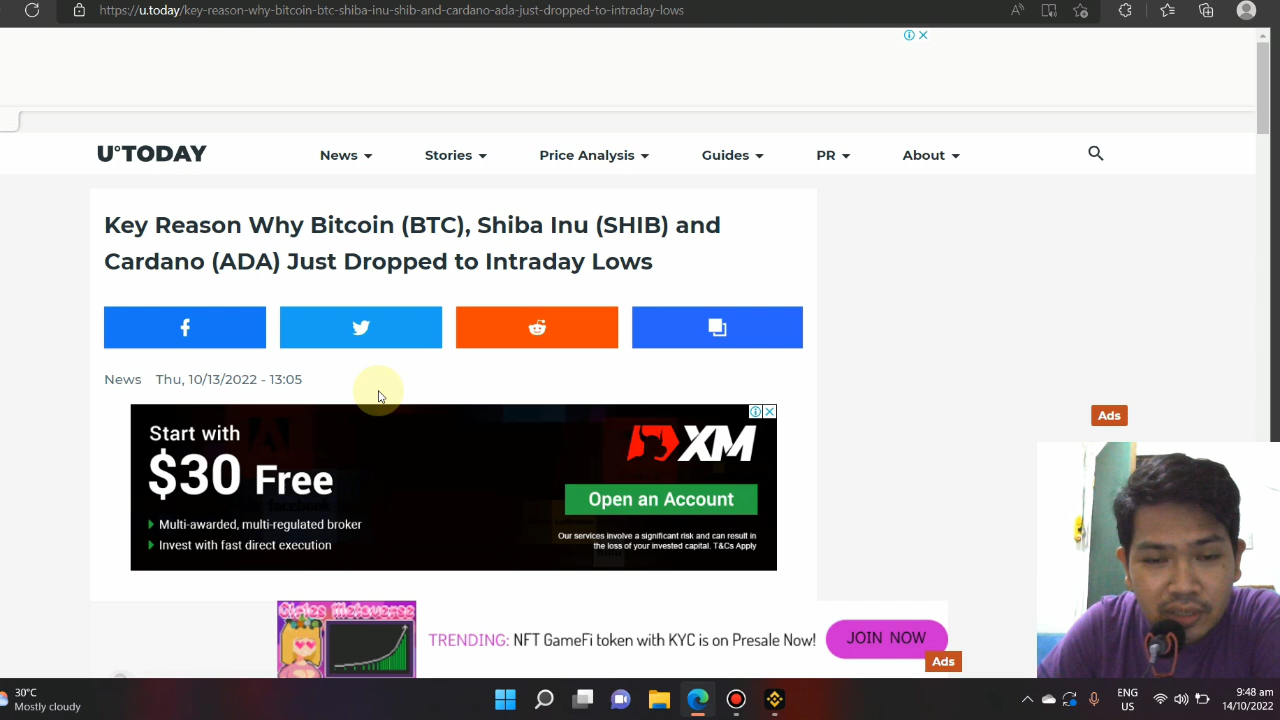 https://u.today/key-reason-why-bitcoin-btc-shiba-inu-shib-and-cardano-ada-just-dropped-to-intraday-lows
U°TODAY
News
Stories
Price Analysis
Guides
PR
About
Key Reason Why Bitcoin (BTC), Shiba Inu (SHIB) and
Cardano (ADA) Just Dropped to Intraday Lows
News Thu, 10/13/2022 - 13:05
Start with
$30 Free
Multi-awarded, multi-regulated broker
Invest with fast direct execution
XM
Open an Account
Our services involve a significant risk and can result in
the loss of your invested capital. T&Cs Apply
Ads
TRENDING: NFT GameFi token with KYC is on Presale Now!
JOIN NOW
Ads
30°C
Mostly cloudy
ENG
US
9:48 am
14/10/2022